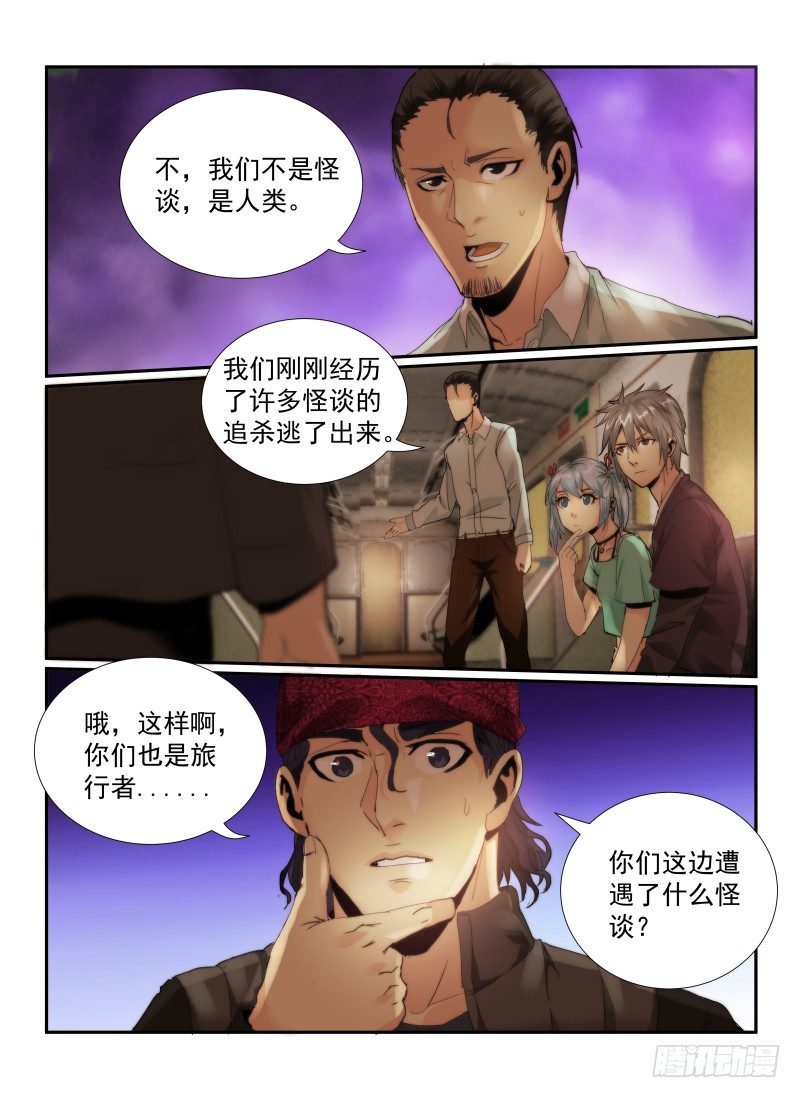 不，我们不是怪
谈，是人类。
我们刚刚经历
了许多怪谈的
追杀逃了出来。
哦，这样啊，
你们也是旅
行者......
你们这边遭
遇了什么怪
谈？
腾讯动漫